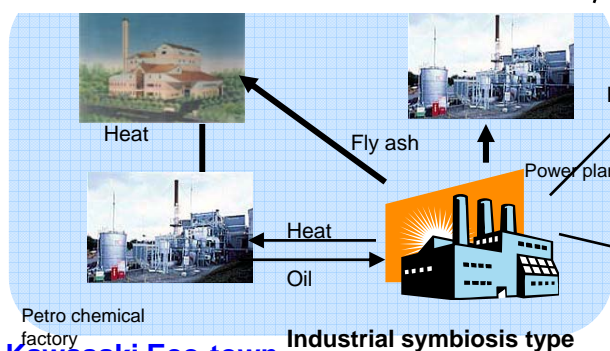 Heat
Fly ash
Power plan
Heat
Oil
Petro chemical
factory
Industrial symbiosis type